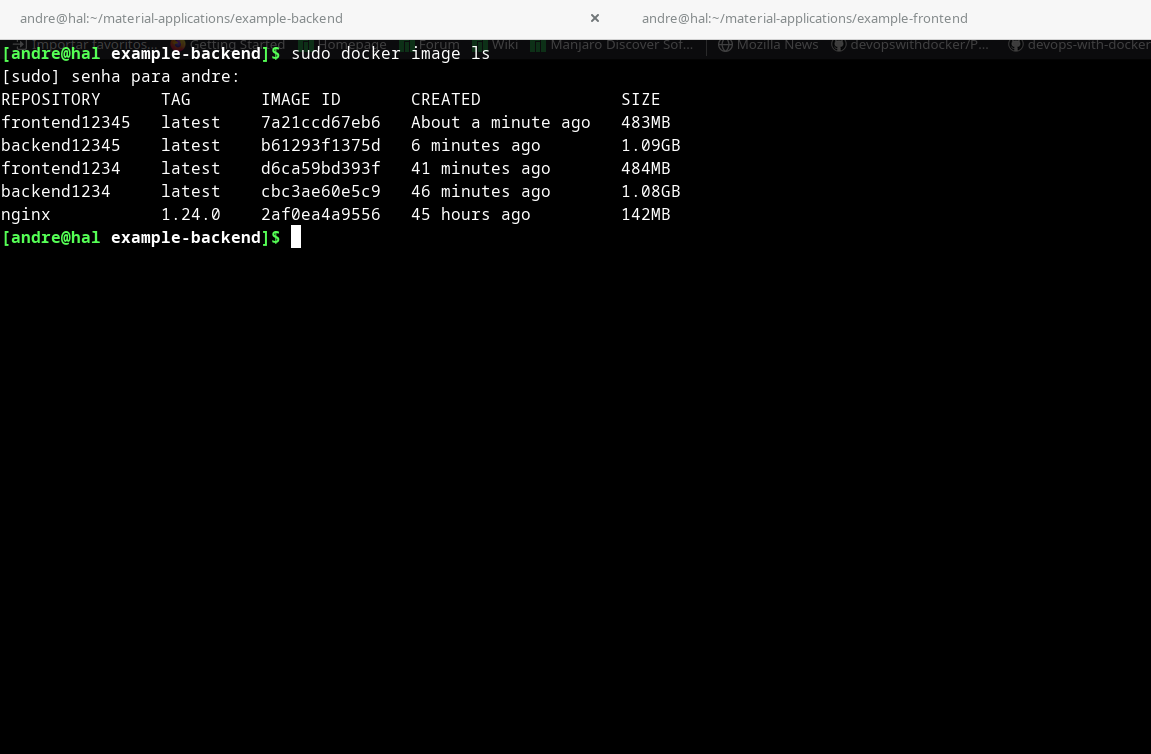 andre@hal:~/material-applications/example-backend × andre@hal:~/material-applications/example-frontend
Importar favoritos... Getting Started Homepage Forum Wiki Manjaro Discover Sof... Mozilla News devopswithdocker/P... devops-with-docker
[andre@hal example-backend]$ sudo docker image ls
[sudo] senha para andre:
REPOSITORY TAG IMAGE ID CREATED SIZE
frontend12345 latest 7a21ccd67eb6 About a minute ago 483MB
backend12345 latest b61293f1375d 6 minutes ago 1.09GB
frontend1234 latest d6ca59bd393f 41 minutes ago 484MB
backend1234 latest cbc3ae60e5c9 46 minutes ago 1.08GB
nginx 1.24.0 2af0ea4a9556 45 hours ago 142MB
[andre@hal example-backend]$